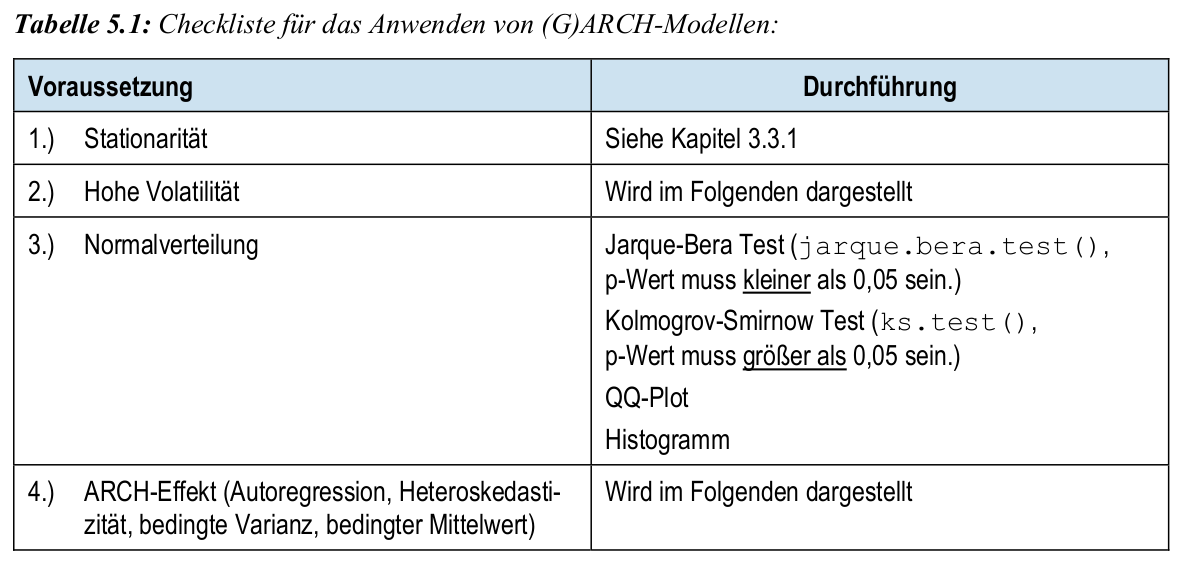 Tabelle 5.1: Checkliste für das Anwenden von (G)ARCH-Modellen:
Voraussetzung
Durchführung
1.) Stationarität
Siehe Kapitel 3.3.1
2.) Hohe Volatilität
Wird im Folgenden dargestellt
3.) Normalverteilung
Jarque-Bera Test (jarque.bera.test(),
p-Wert muss kleiner als 0,05 sein.)
Kolmogrov-Smirnow Test (ks.test(),
p-Wert muss größer als 0,05 sein.)
QQ-Plot
Histogramm
4.) ARCH-Effekt (Autoregression, Heteroskedasti-
zität, bedingte Varianz, bedingter Mittelwert)
Wird im Folgenden dargestellt